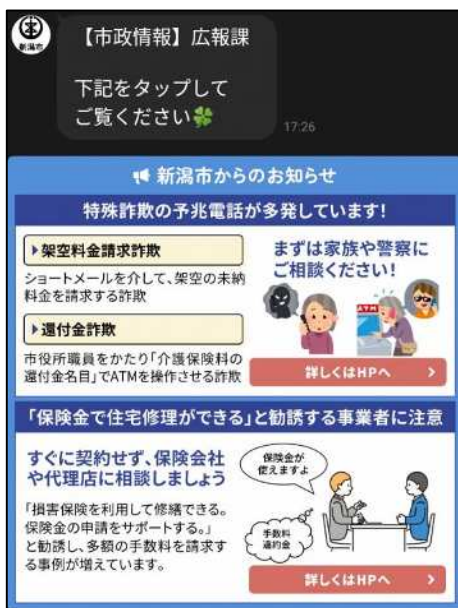 新潟市
【市政情報】広報課
下記をタップして
ご覧ください🍀
17:26
新潟市からのお知らせ
特殊詐欺の予兆電話が多発しています!
架空料金請求詐欺
ショートメールを介して、架空の未納
料金を請求する詐欺
還付金詐欺
市役所職員をかたり「介護保険料の
還付金名目」でATMを操作させる詐欺
まずは家族や警察に
ご相談ください!
ATM
詳しくはHPへ
「保険金で住宅修理ができる」と勧誘する事業者に注意
すぐに契約せず、保険会社
や代理店に相談しましょう
「損害保険を利用して修繕できる。
保険金の申請をサポートする。」
と勧誘し、多額の手数料を請求す
る事例が増えています。
保険金が
使えますよ
手数料
違約金
詳しくはHPへ